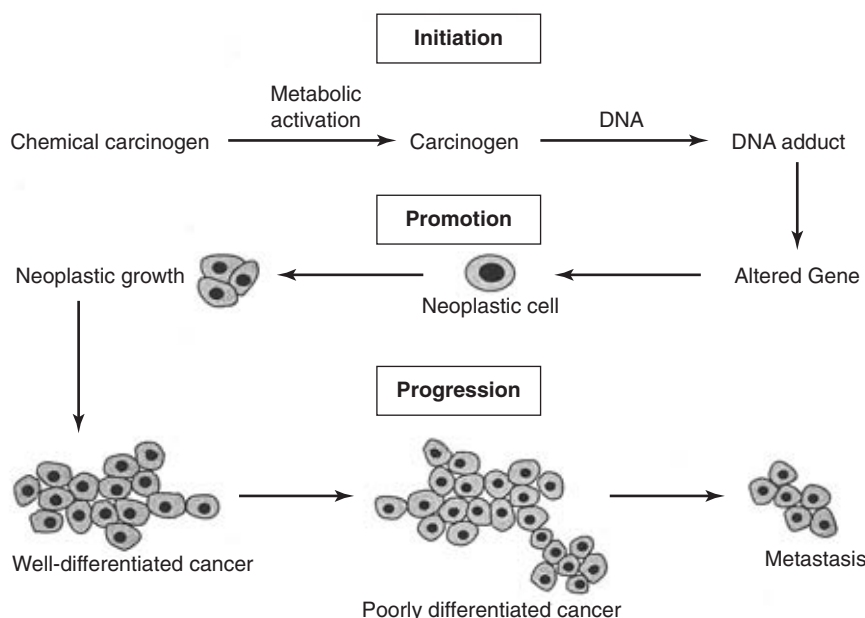 Initiation
Metabolic
activation
DNA
Chemical carcinogen
Carcinogen
DNA adduct
Promotion
Neoplastic growth
Neoplastic cell
Altered Gene
Progression
Well-differentiated cancer
Poorly differentiated cancer
Metastasis